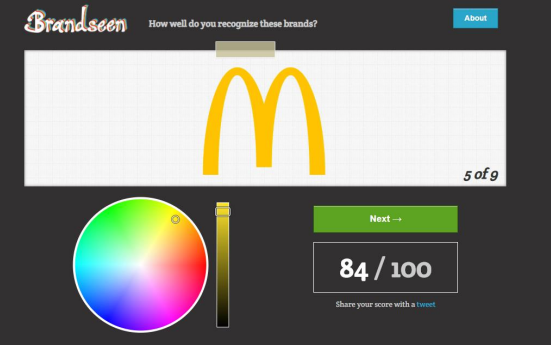 Brandseen
How well do you recognize these brands?
About
5 of 9
Next →
84 / 100
Share your score with a tweet